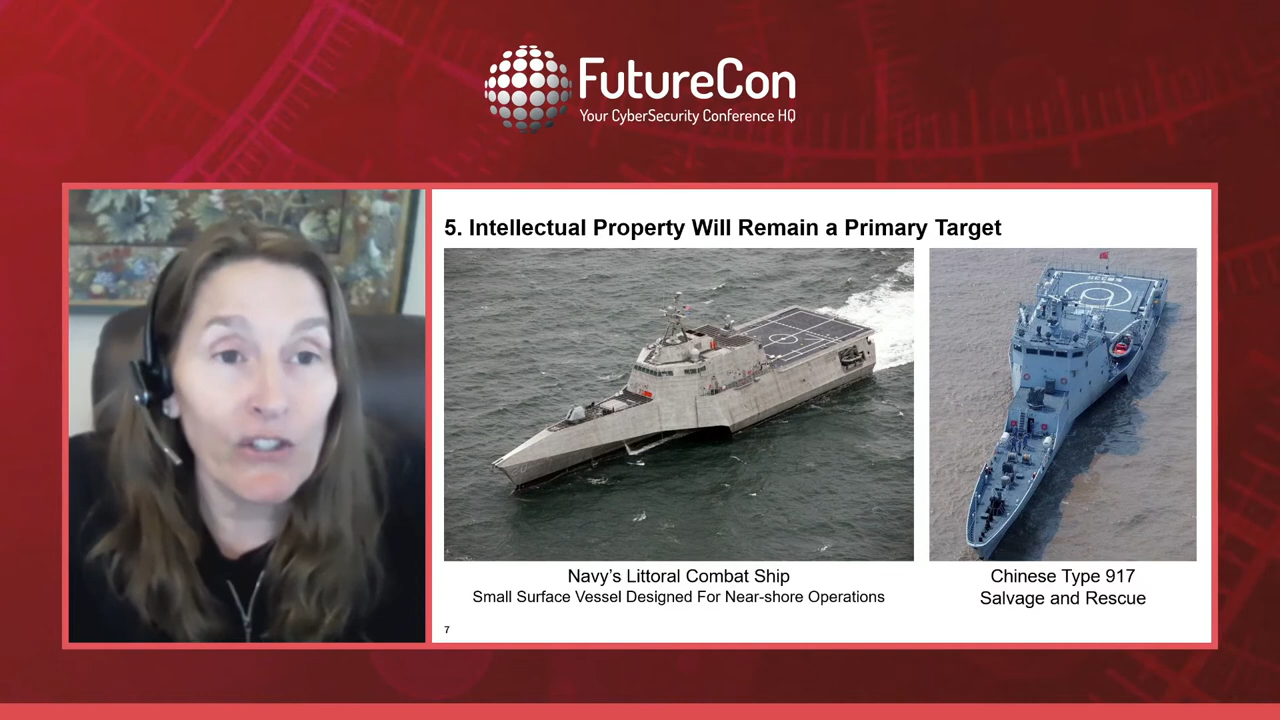 FutureCon
Your CyberSecurity Conference HQ
5. Intellectual Property Will Remain a Primary Target
Navy's Littoral Combat Ship
Small Surface Vessel Designed For Near-shore Operations
Chinese Type 917
Salvage and Rescue
7